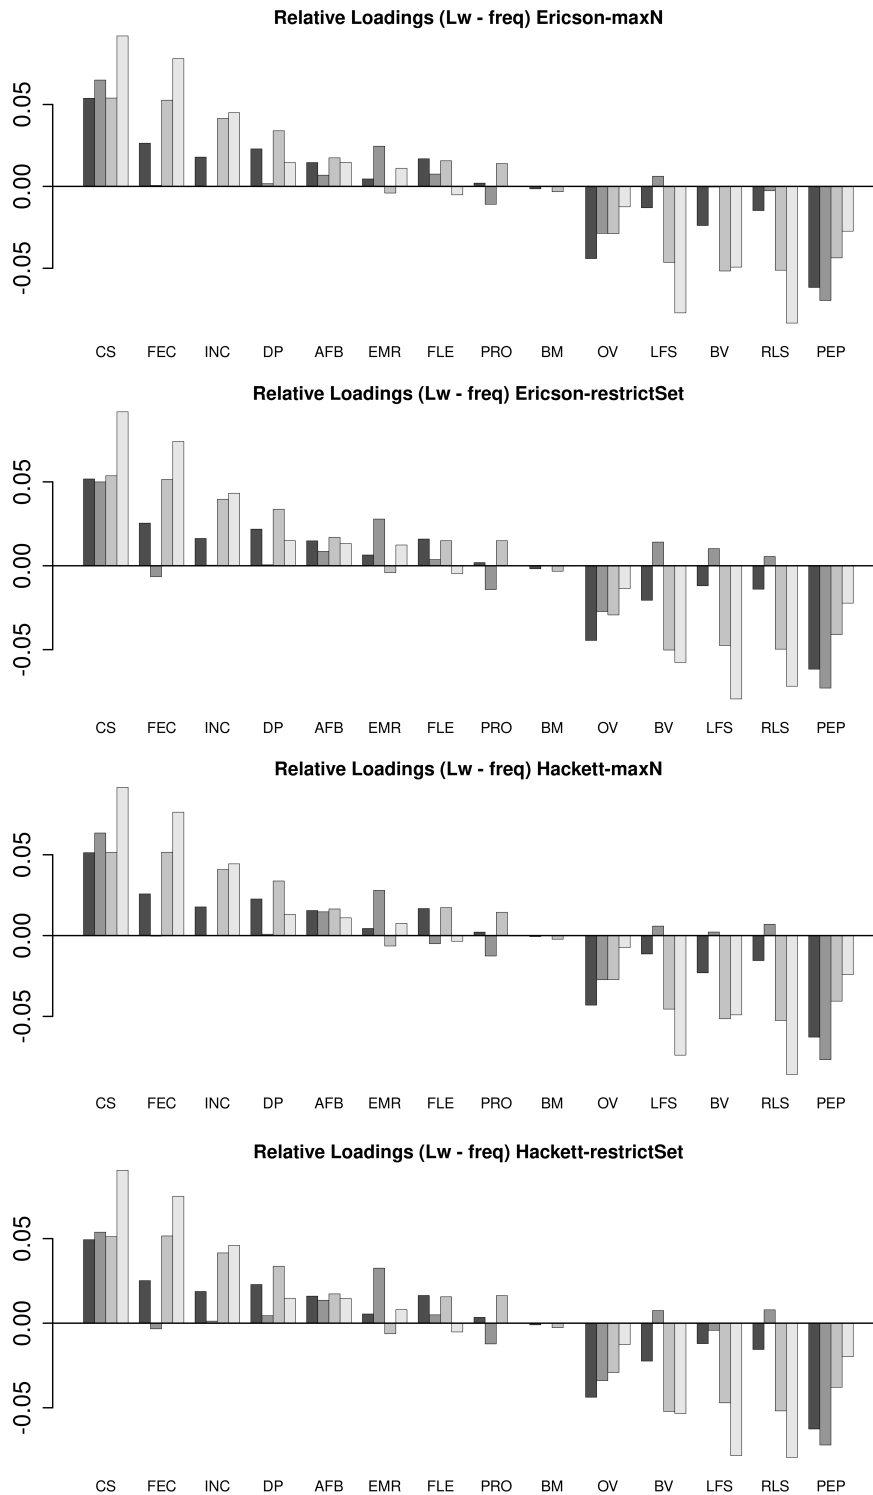 Relative Loadings (Lw - freq) Ericson-maxN
0.05
0.00
-0.05
CS FEC INC DP AFB EMR FLE PRO BM OV LFS BV RLS PEP
Relative Loadings (Lw - freq) Ericson-restrictSet
0.05
0.00
-0.05
CS FEC INC DP AFB EMR FLE PRO BM OV BV LFS RLS PEP
Relative Loadings (Lw - freq) Hackett-maxN
0.05
0.00
-0.05
CS FEC INC DP AFB EMR FLE PRO BM OV LFS BV RLS PEP
Relative Loadings (Lw - freq) Hackett-restrictSet
0.05
0.00
-0.05
CS FEC INC DP AFB EMR FLE PRO BM OV BV LFS RLS PEP